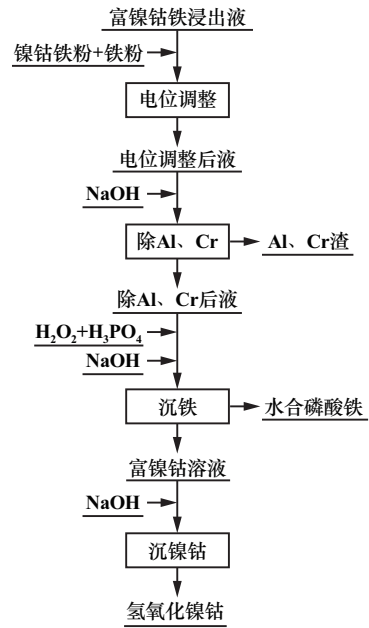 富镍钴铁浸出液
镍钴铁粉+铁粉
电位调整
电位调整后液
NaOH
除Al、Cr
Al、Cr渣
除Al、Cr后液
H₂O₂+H₃PO₄
NaOH
沉铁
水合磷酸铁
富镍钴溶液
NaOH
沉镍钴
氢氧化镍钴